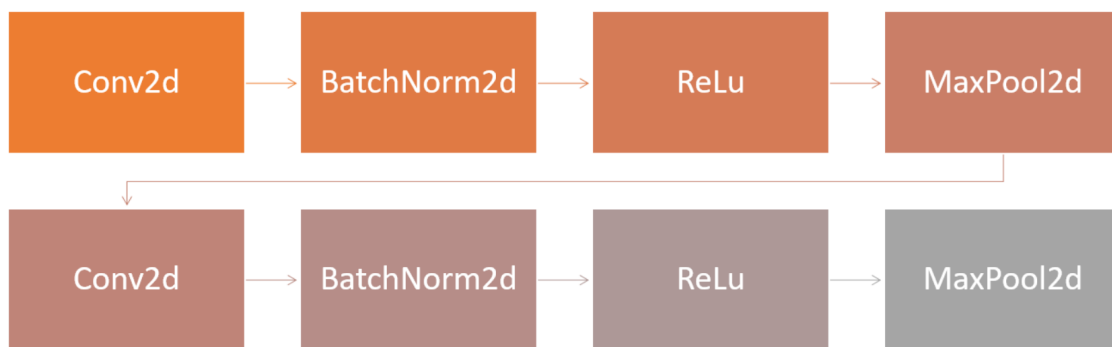 Conv2d
BatchNorm2d
ReLu
MaxPool2d
Conv2d
BatchNorm2d
ReLu
MaxPool2d